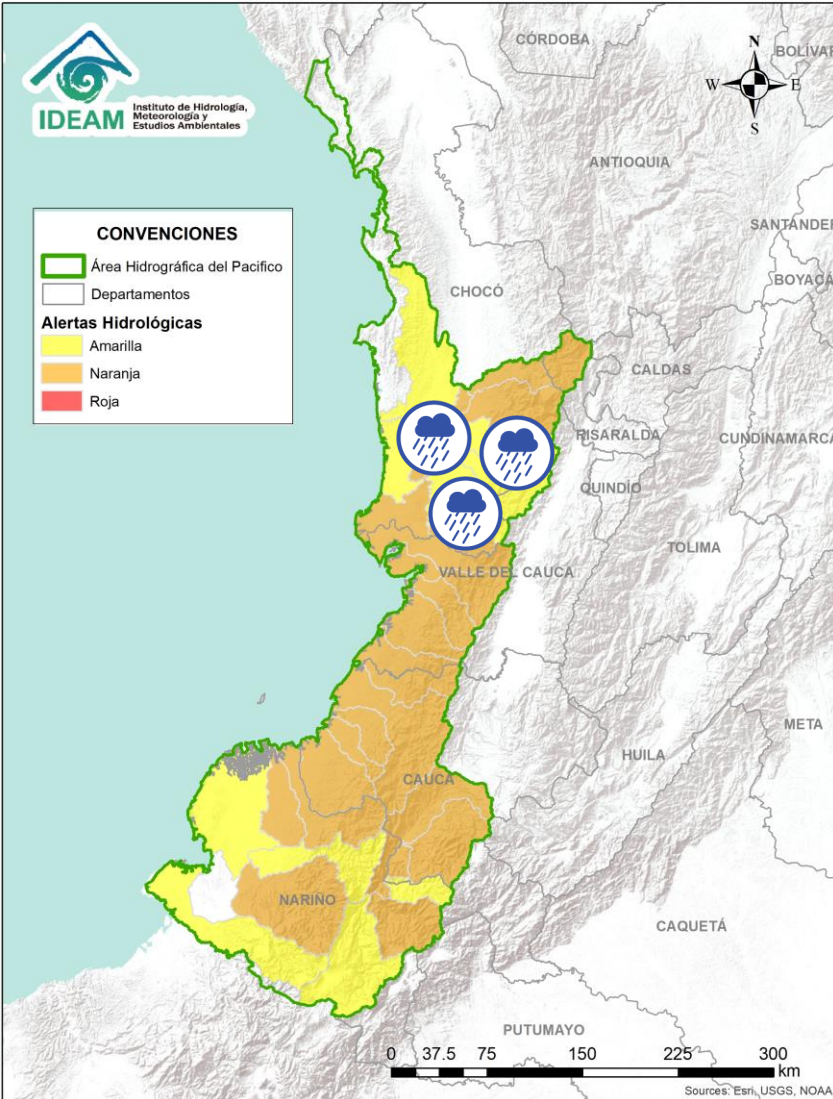 IDEAM
Instituto de Hidrología,
Meteorología y
Estudios Ambientales
CÓRDOBA
BOLÍVAR
N
W
E
S
ANTIOQUIA
SANTANDER
BOYACÁ
CONVENCIONES
Área Hidrográfica del Pacifico
Departamentos
Alertas Hidrológicas
Amarilla
Naranja
Roja
CHOCÓ
CALDAS
RISARALDA
CUNDINAMARCA
QUINDÍO
TOLIMA
VALLE DEL CAUCA
META
HUILA
CAUCA
NARIÑO
CAQUETÁ
PUTUMAYO
0 37.5 75 150 225 300
km
Sources: Esri, USGS, NOAA